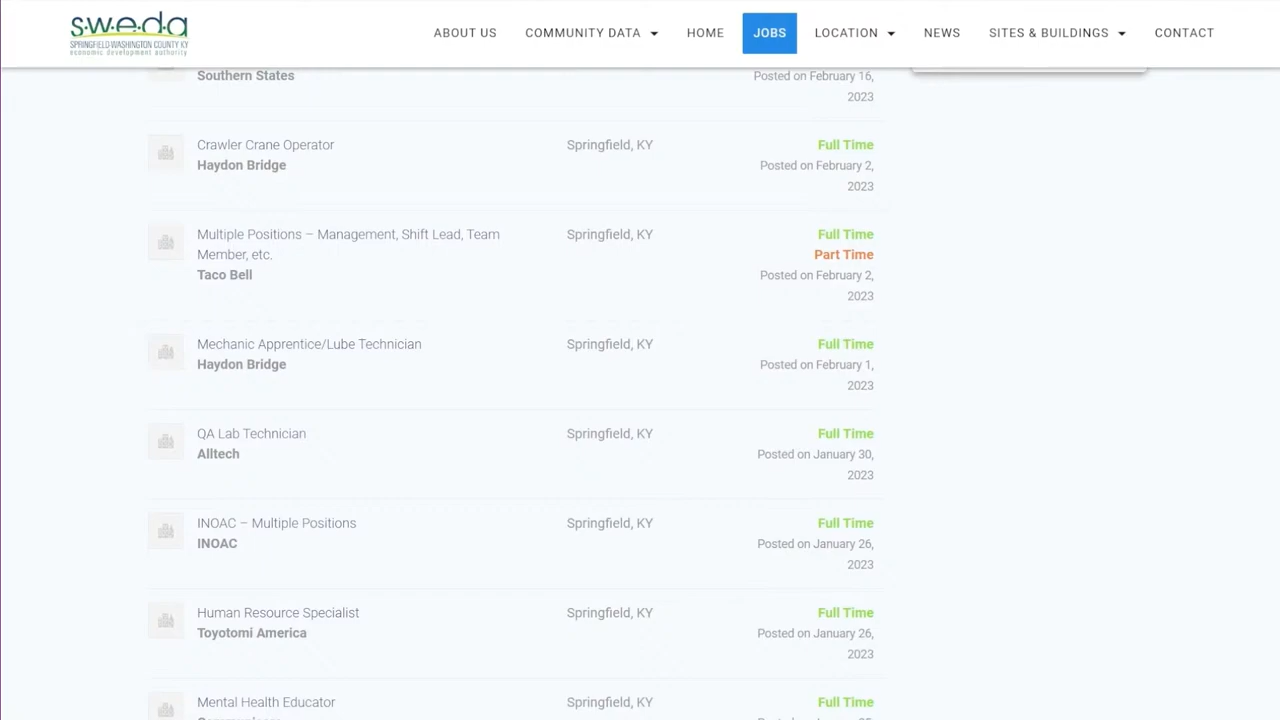 s·w·e·d·a
SPRINGFIELD-WASHINGTON COUNTY KY
economic development authority
ABOUT US
COMMUNITY DATA
HOME
JOBS
LOCATION
NEWS
SITES & BUILDINGS
CONTACT
Southern States
Posted on February 16,
2023
Crawler Crane Operator
Haydon Bridge
Springfield, KY
Full Time
Posted on February 2,
2023
Multiple Positions – Management, Shift Lead, Team
Member, etc.
Taco Bell
Springfield, KY
Full Time
Part Time
Posted on February 2,
2023
Mechanic Apprentice/Lube Technician
Haydon Bridge
Springfield, KY
Full Time
Posted on February 1,
2023
QA Lab Technician
Alltech
Springfield, KY
Full Time
Posted on January 30,
2023
INOAC – Multiple Positions
INOAC
Springfield, KY
Full Time
Posted on January 26,
2023
Human Resource Specialist
Toyotomi America
Springfield, KY
Full Time
Posted on January 26,
2023
Mental Health Educator
Springfield, KY
Full Time